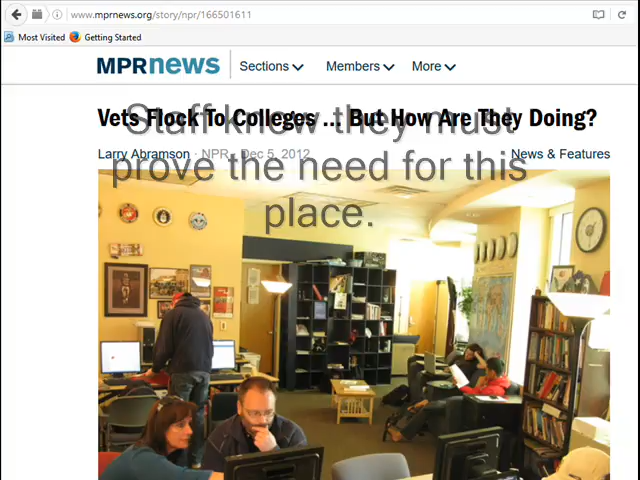 www.mprnews.org/story/npr/166501611
Most Visited Getting Started
MPRnews Sections Members More
Vets Flock To Colleges ... But How Are They Doing?
Staff know they must
Larry Abramson · NPR · Dec 5, 2012 News & Features
prove the need for this
place.